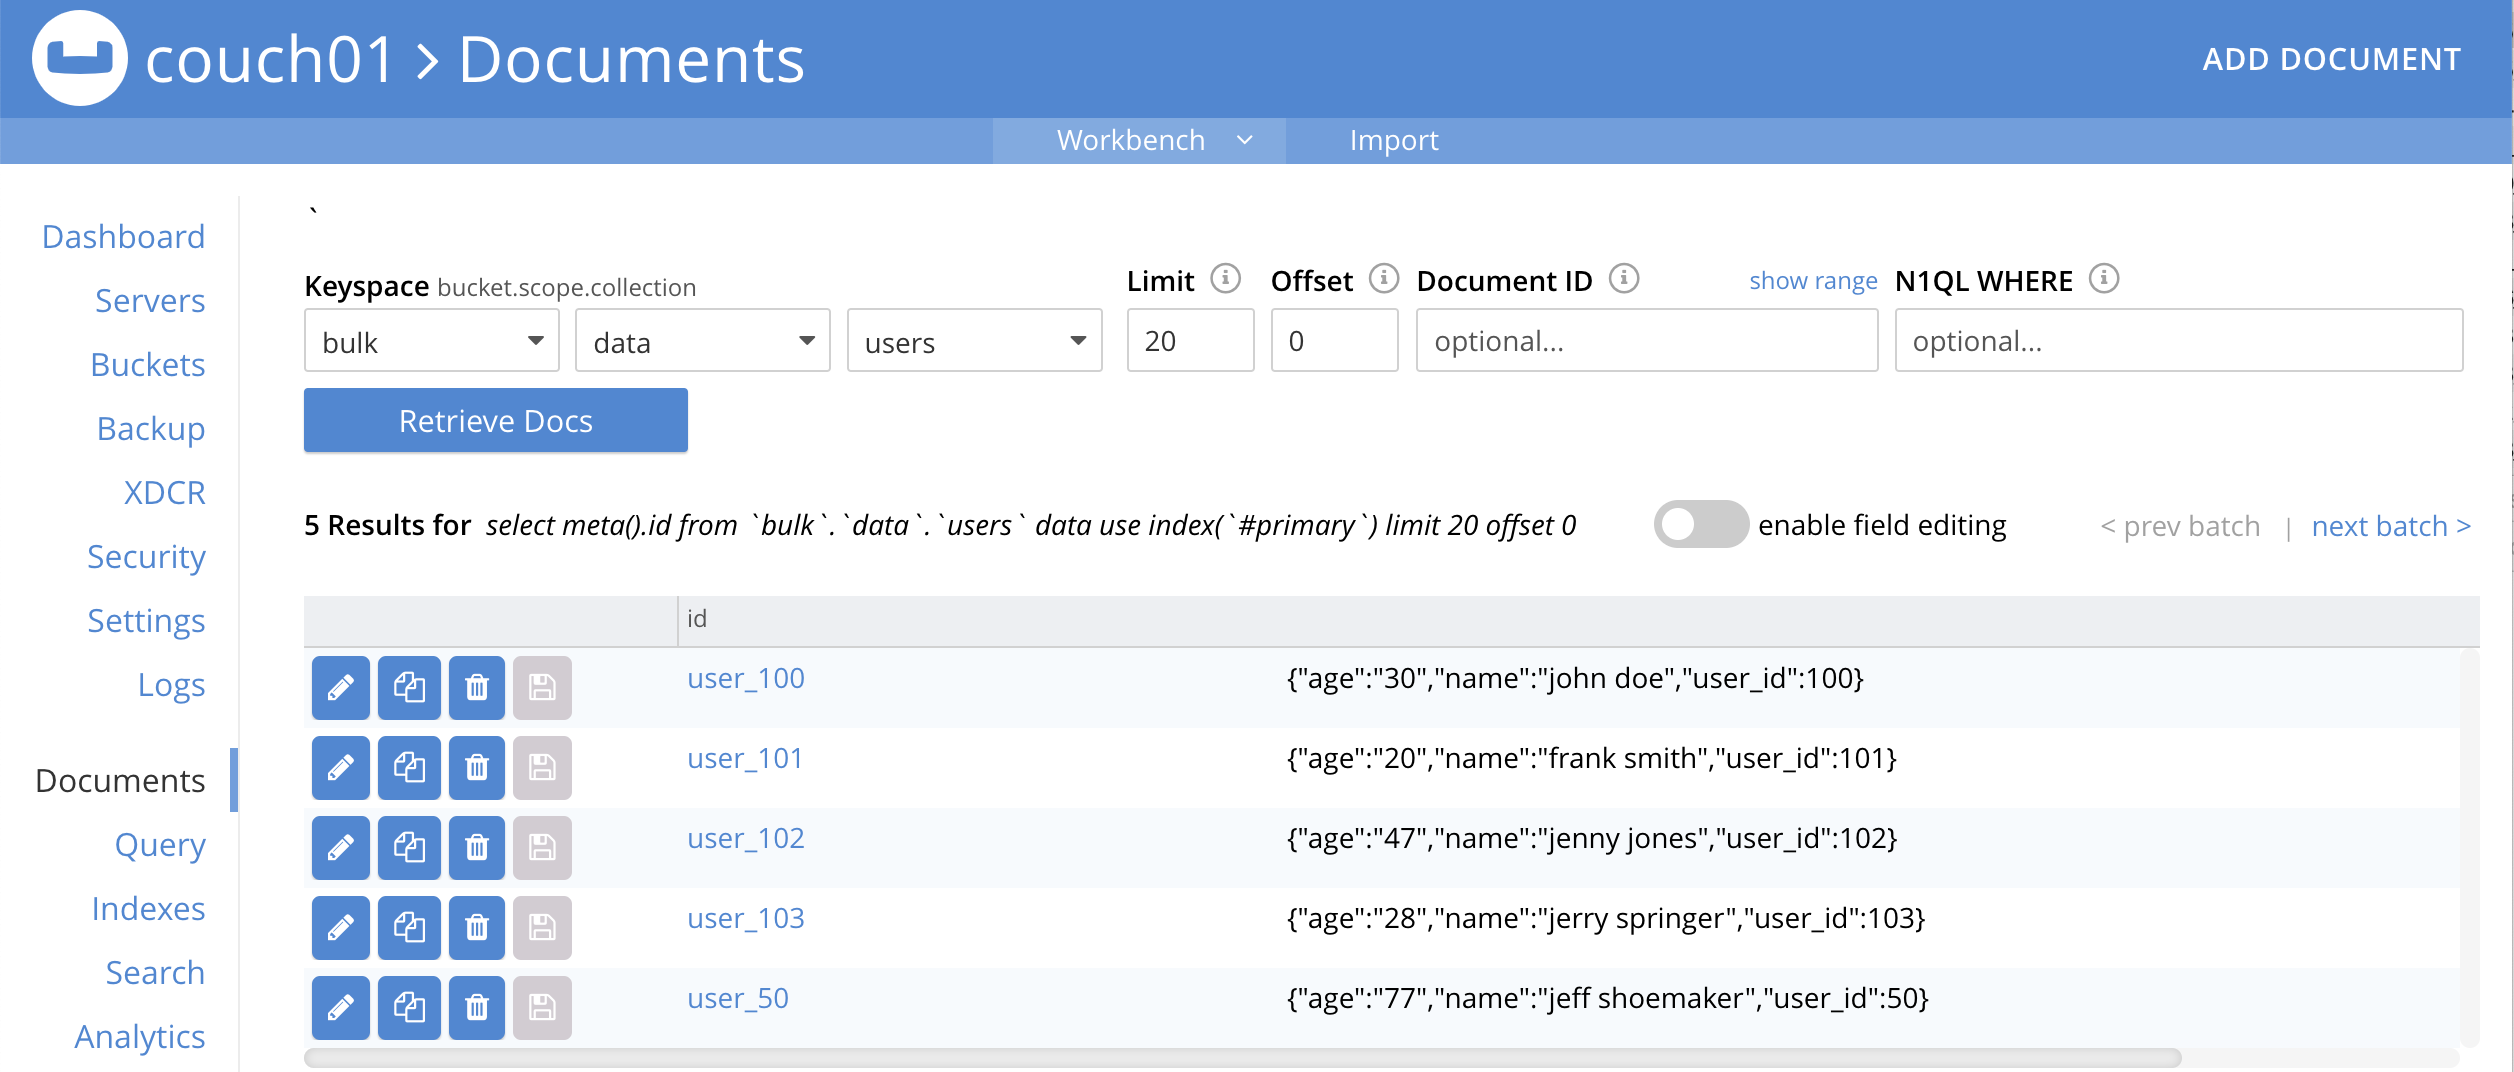 couch01 > Documents
ADD DOCUMENT
Workbench
Import
Dashboard
Servers
Buckets
Backup
XDCR
Security
Settings
Logs
Documents
Query
Indexes
Search
Analytics
`
Keyspace bucket.scope.collection
Limit
Offset
Document ID
show range
N1QL WHERE
bulk
data
users
20
0
optional...
optional...
Retrieve Docs
5 Results for select meta().id from `bulk`.`data`.`users` data use index(`#primary`) limit 20 offset 0
enable field editing
< prev batch | next batch >
id
user_100 {"age":"30","name":"john doe","user_id":100}
user_101 {"age":"20","name":"frank smith","user_id":101}
user_102 {"age":"47","name":"jenny jones","user_id":102}
user_103 {"age":"28","name":"jerry springer","user_id":103}
user_50 {"age":"77","name":"jeff shoemaker","user_id":50}